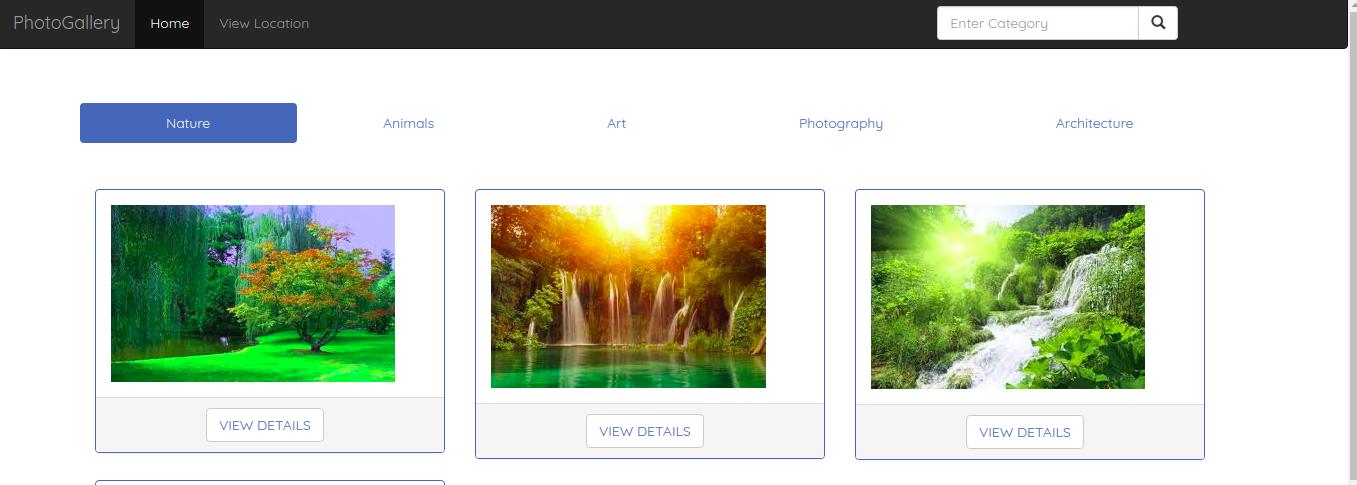 PhotoGallery Home View Location Enter Category
Nature Animals Art Photography Architecture
VIEW DETAILS VIEW DETAILS VIEW DETAILS